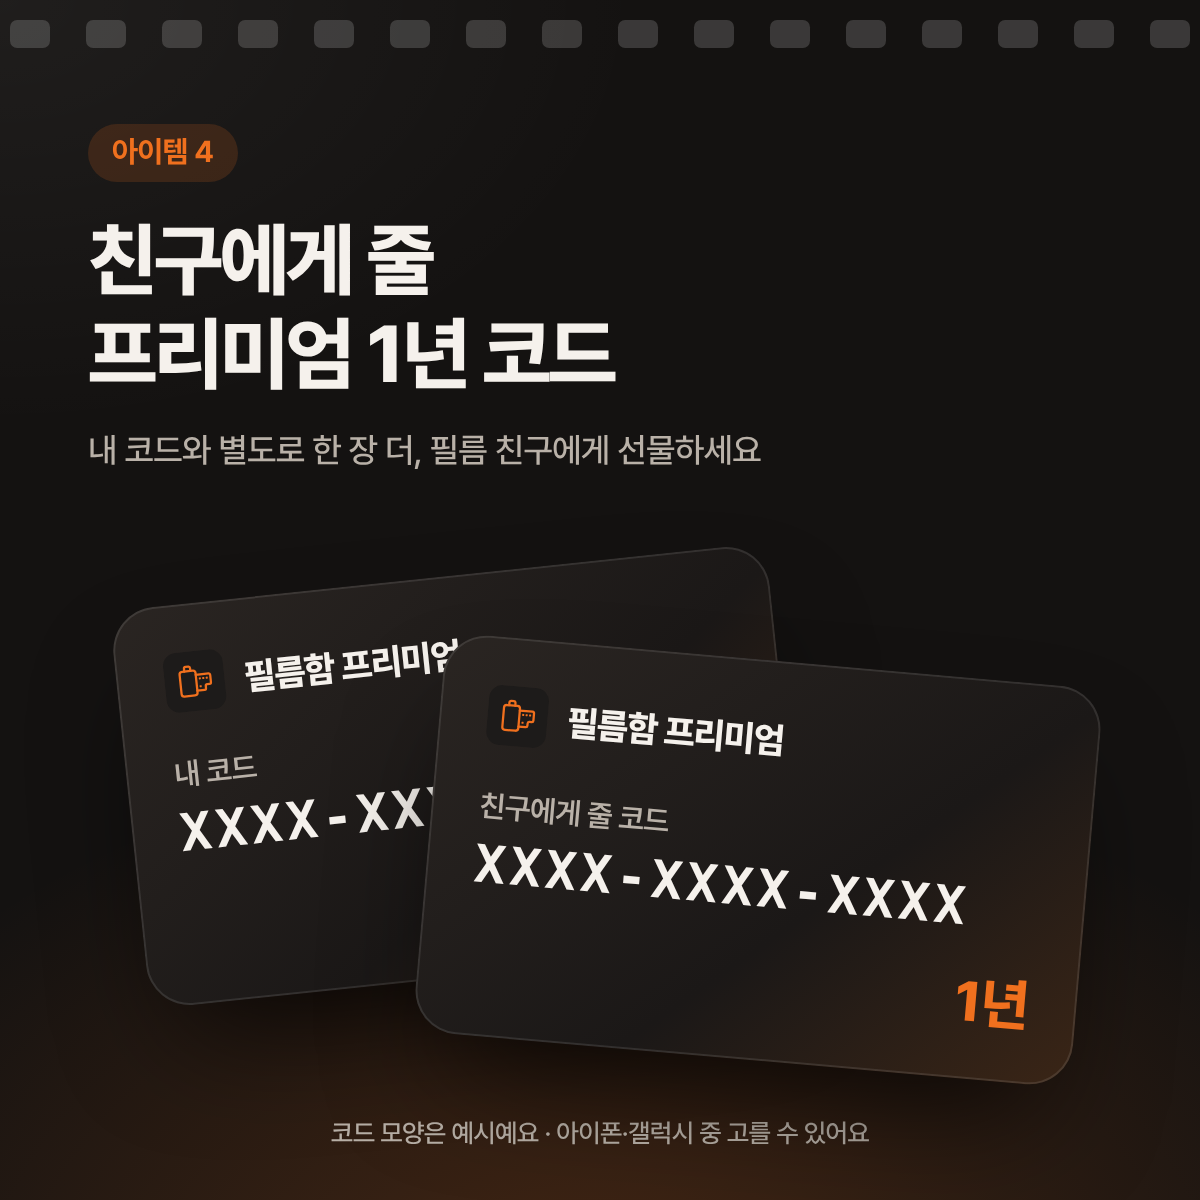 아이템 4
친구에게 줄
프리미엄 1년 코드
내 코드와 별도로 한 장 더, 필름 친구에게 선물하세요
필름함 프리미엄
내 코드
XXXX-XX
필름함 프리미엄
친구에게 줄 코드
XXXX-XXXX-XXXX
1년
코드 모양은 예시예요 · 아이폰·갤럭시 중 고를 수 있어요